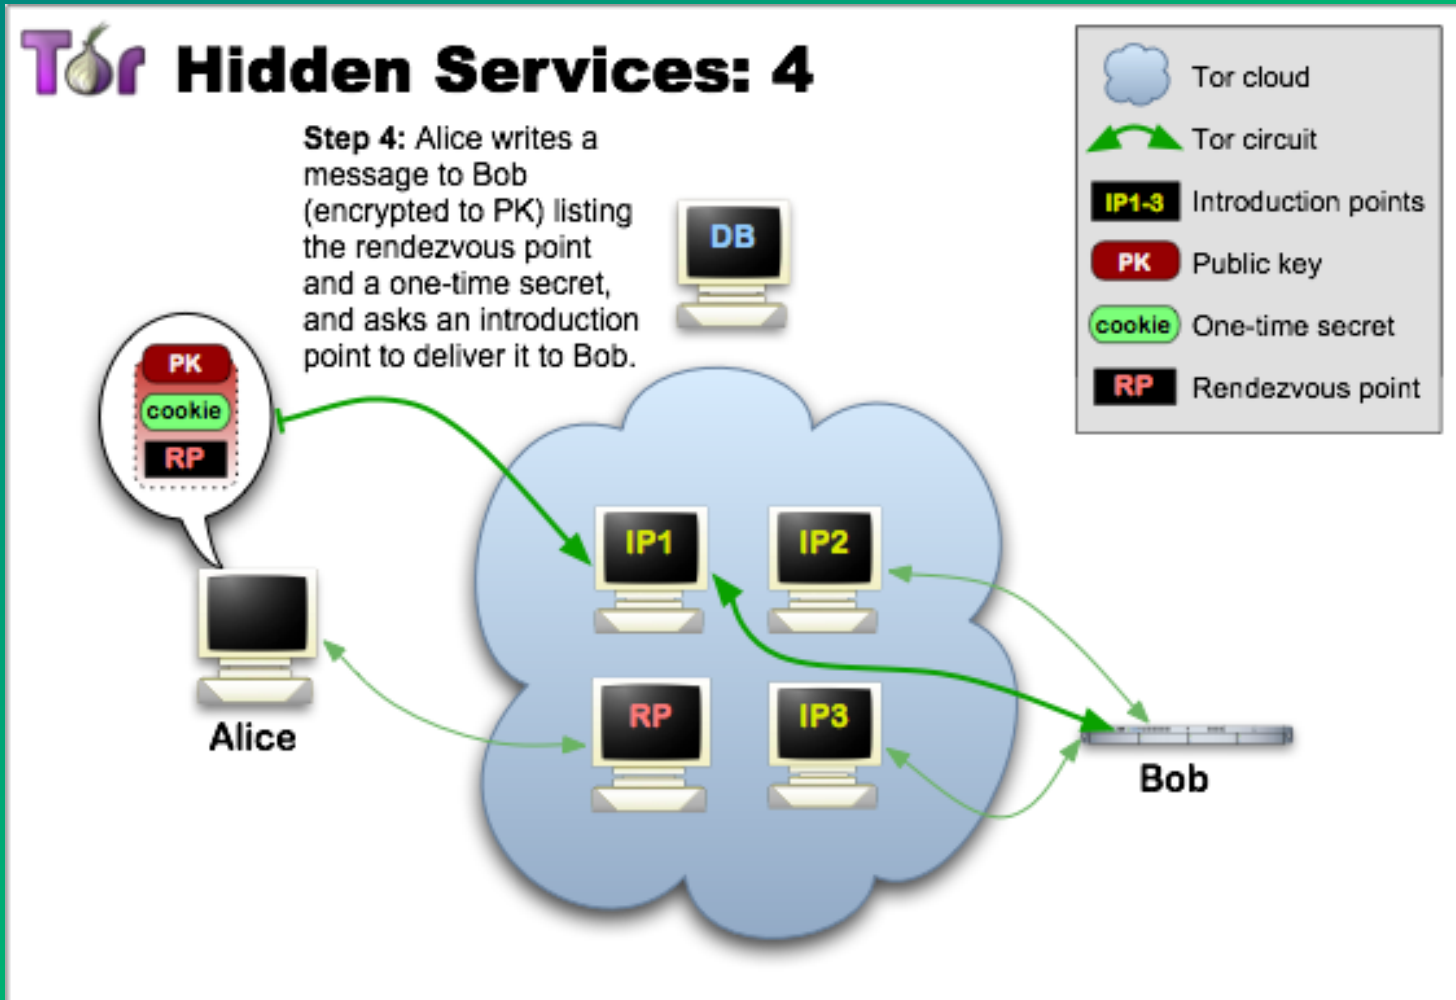 Tor Hidden Services: 4
Step 4: Alice writes a
message to Bob
(encrypted to PK) listing
the rendezvous point
and a one-time secret,
and asks an introduction
point to deliver it to Bob.
DB
Tor cloud
Tor circuit
IP1-3 Introduction points
PK Public key
cookie One-time secret
RP Rendezvous point
PK
cookie
RP
IP1
IP2
RP
IP3
Alice
Bob